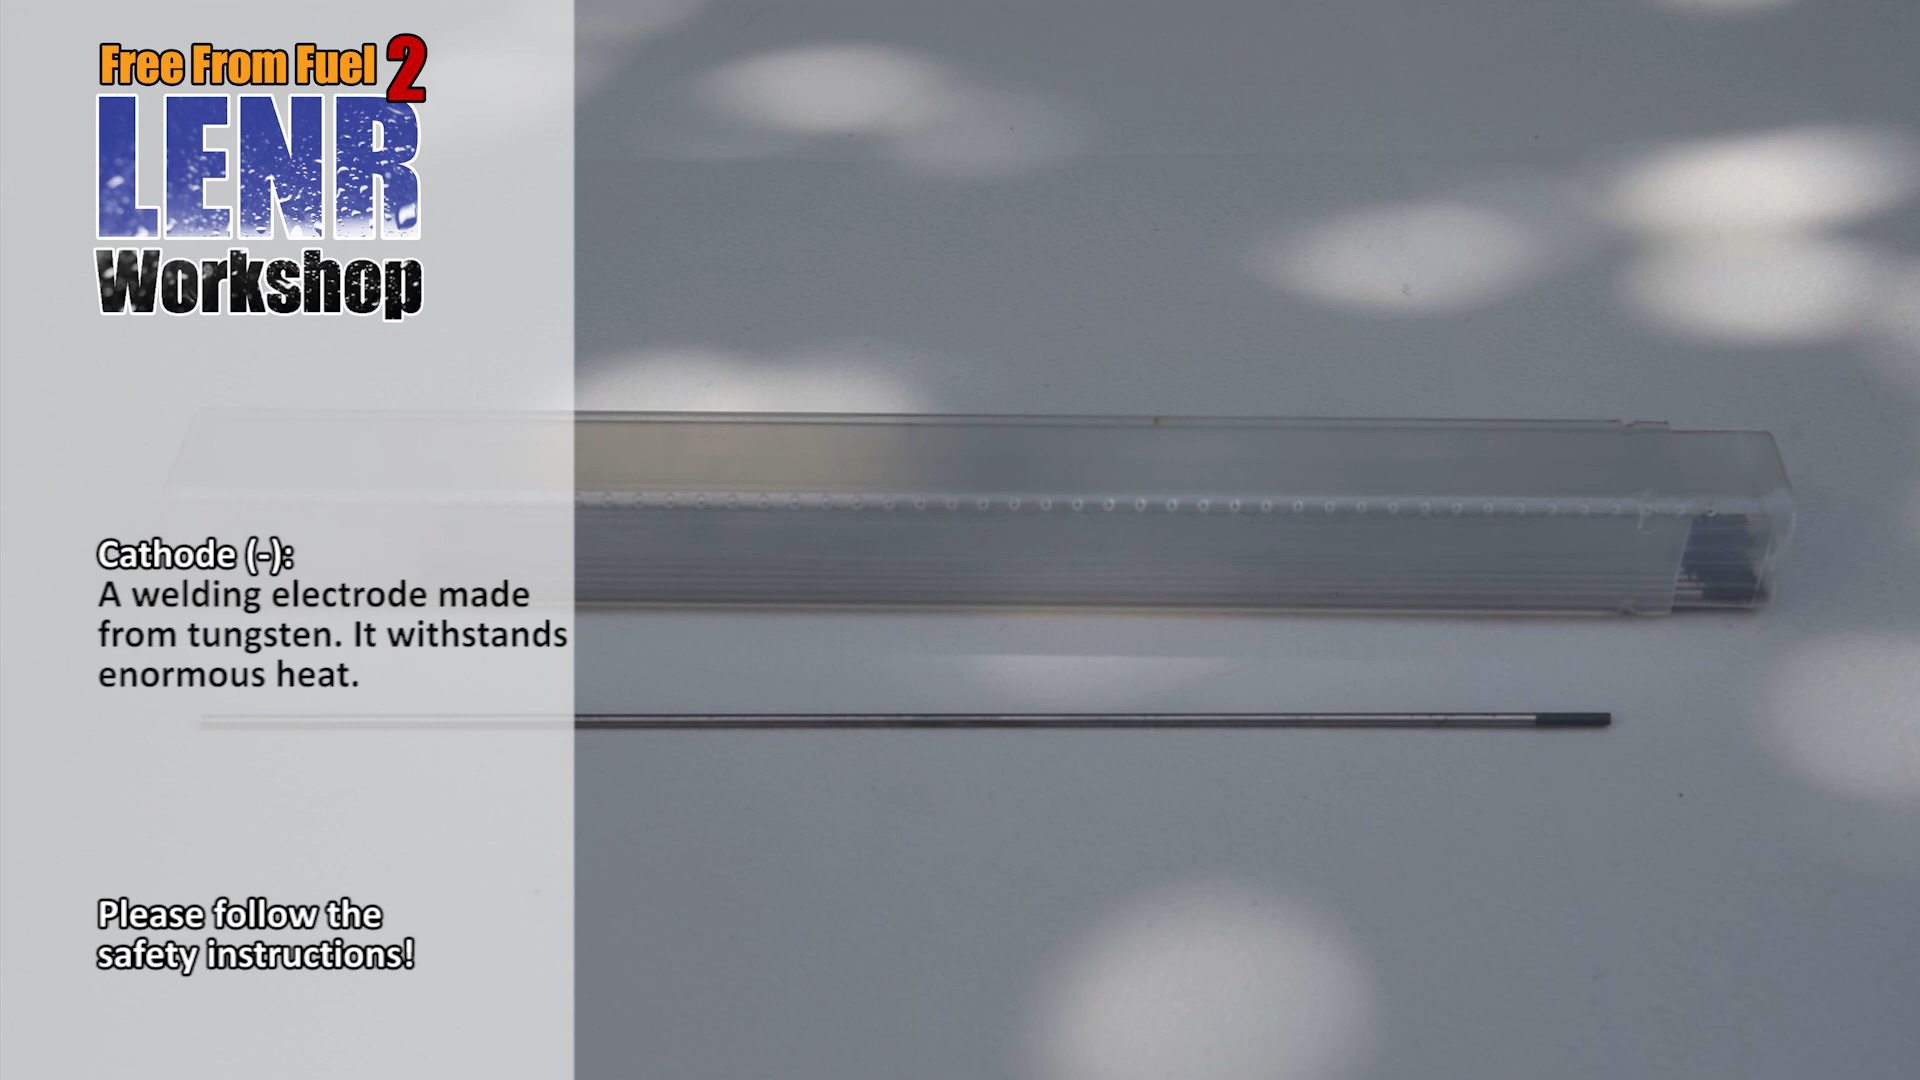 Free From Fuel 2
LENR
Workshop
Cathode (-):
A welding electrode made
from tungsten. It withstands
enormous heat.
Please follow the
safety instructions!